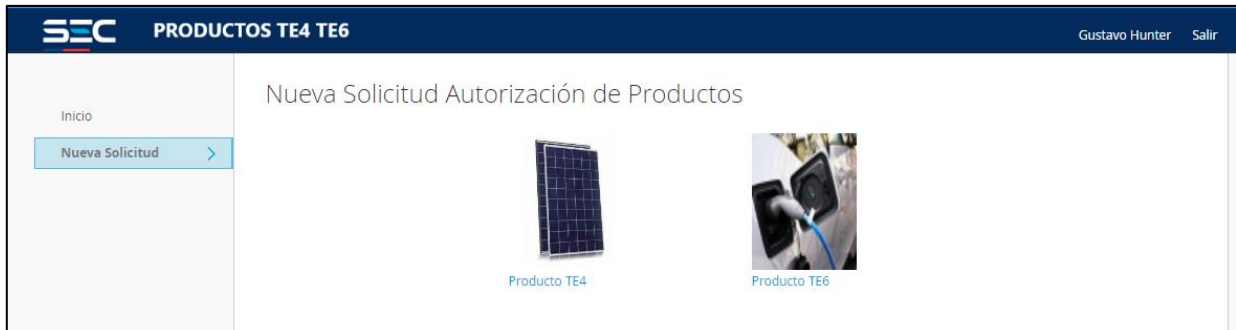 SEC PRODUCTOS TE4 TE6
Gustavo Hunter Salir
Nueva Solicitud Autorización de Productos
Inicio
Nueva Solicitud
Producto TE4 Producto TE6